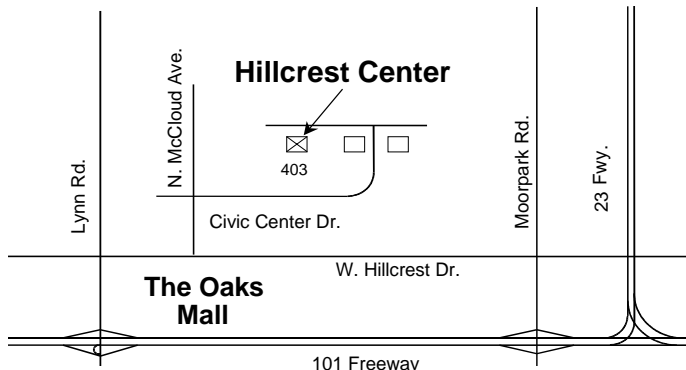 Hillcrest Center
N. McCloud Ave.
Lynn Rd.
Moorpark Rd.
23 Fwy.
403
Civic Center Dr.
W. Hillcrest Dr.
The Oaks
Mall
101 Freeway